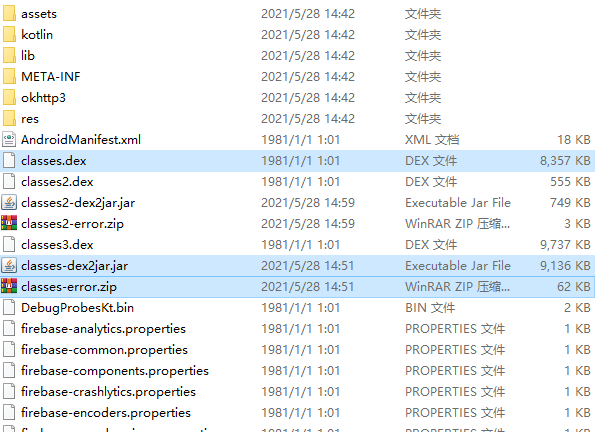 assets 2021/5/28 14:42 文件夹
kotlin 2021/5/28 14:42 文件夹
lib 2021/5/28 14:42 文件夹
META-INF 2021/5/28 14:42 文件夹
okhttp3 2021/5/28 14:42 文件夹
res 2021/5/28 14:42 文件夹
AndroidManifest.xml 1981/1/1 1:01 XML 文档 18 KB
classes.dex 1981/1/1 1:01 DEX 文件 8,357 KB
classes2.dex 1981/1/1 1:01 DEX 文件 555 KB
classes2-dex2jar.jar 2021/5/28 14:59 Executable Jar File 749 KB
classes2-error.zip 2021/5/28 14:59 WinRAR ZIP 压缩... 3 KB
classes3.dex 1981/1/1 1:01 DEX 文件 9,737 KB
classes-dex2jar.jar 2021/5/28 14:51 Executable Jar File 9,136 KB
classes-error.zip 2021/5/28 14:51 WinRAR ZIP 压缩... 62 KB
DebugProbesKt.bin 1981/1/1 1:01 BIN 文件 2 KB
firebase-analytics.properties 1981/1/1 1:01 PROPERTIES 文件 1 KB
firebase-common.properties 1981/1/1 1:01 PROPERTIES 文件 1 KB
firebase-components.properties 1981/1/1 1:01 PROPERTIES 文件 1 KB
firebase-crashlytics.properties 1981/1/1 1:01 PROPERTIES 文件 1 KB
firebase-encoders.properties 1981/1/1 1:01 PROPERTIES 文件 1 KB